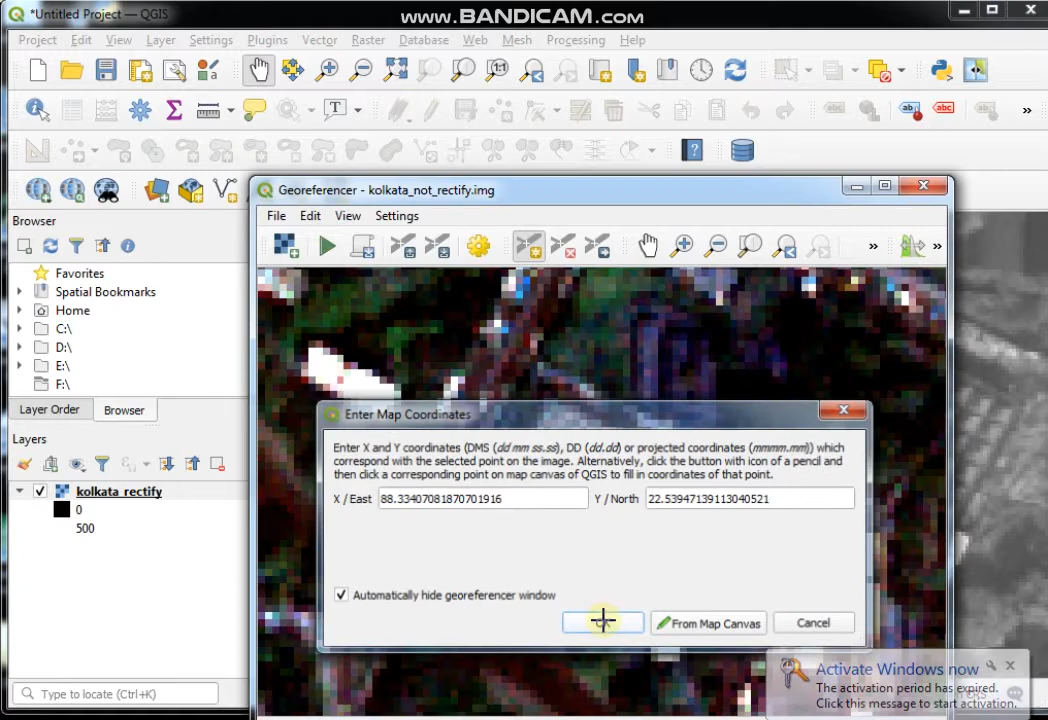 *Untitled Project — QGIS
www.BANDICAM.com
Project Edit View Layer Settings Plugins Vector Raster Database Web Mesh Processing Help
Georeferencer - kolkata_not_rectify.img
File Edit View Settings
Browser
Favorites
Spatial Bookmarks
Home
C:\
D:\
E:\
F:\
Layer Order Browser
Layers
kolkata rectify
0
500
Enter Map Coordinates
Enter X and Y coordinates (DMS (dd mm ss.ss), DD (dd.dd) or projected coordinates (mmmm.mm)) which
correspond with the selected point on the image. Alternatively, click the button with icon of a pencil and
then click a corresponding point on map canvas of QGIS to fill in coordinates of that point.
X / East 88.33407081870701916 Y / North 22.53947139113040521
Automatically hide georeferencer window
From Map Canvas Cancel
Activate Windows now
The activation period has expired.
Click this message to start activation.
Type to locate (Ctrl+K)